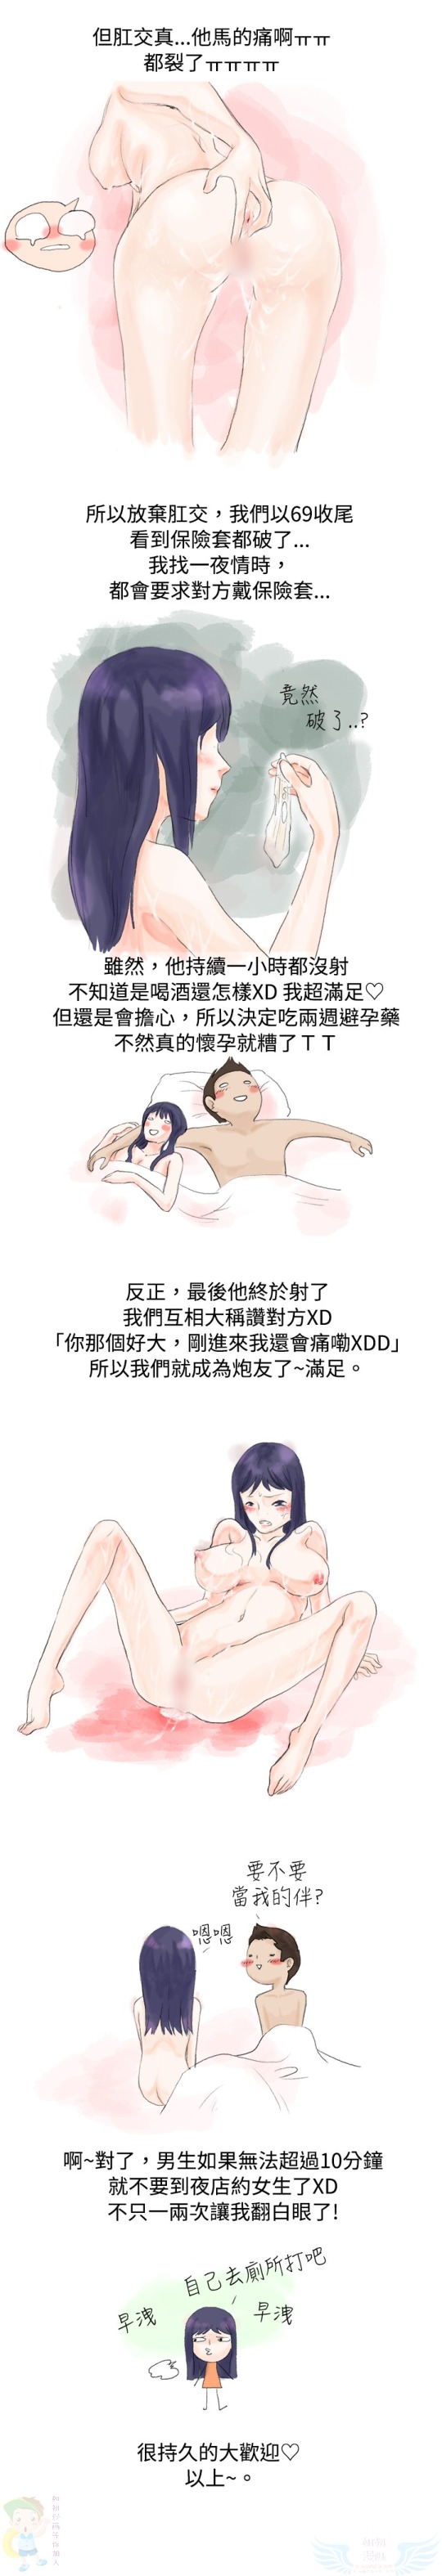 但肛交真...他馬的痛啊ㅠㅠ
都裂了ㅠㅠㅠㅠ
所以放棄肛交，我們以69收尾
看到保險套都破了...
我找一夜情時，
都會要求對方戴保險套...
竟然
破了..?
雖然，他持續一小時都沒射
不知道是喝酒還怎樣XD 我超滿足♡
但還是會擔心，所以決定吃兩週避孕藥
不然真的懷孕就糟了ＴＴ
反正，最後他終於射了
我們互相大稱讚對方XD
「你那個好大，剛進來我還會痛嘞XDD」
所以我們就成為炮友了~滿足。
要不要
當我的伴?
嗯嗯
啊~對了，男生如果無法超過10分鐘
就不要到夜店約女生了XD
不只一兩次讓我翻白眼了!
自己去廁所打吧
早洩
早洩
很持久的大歡迎♡
以上~。